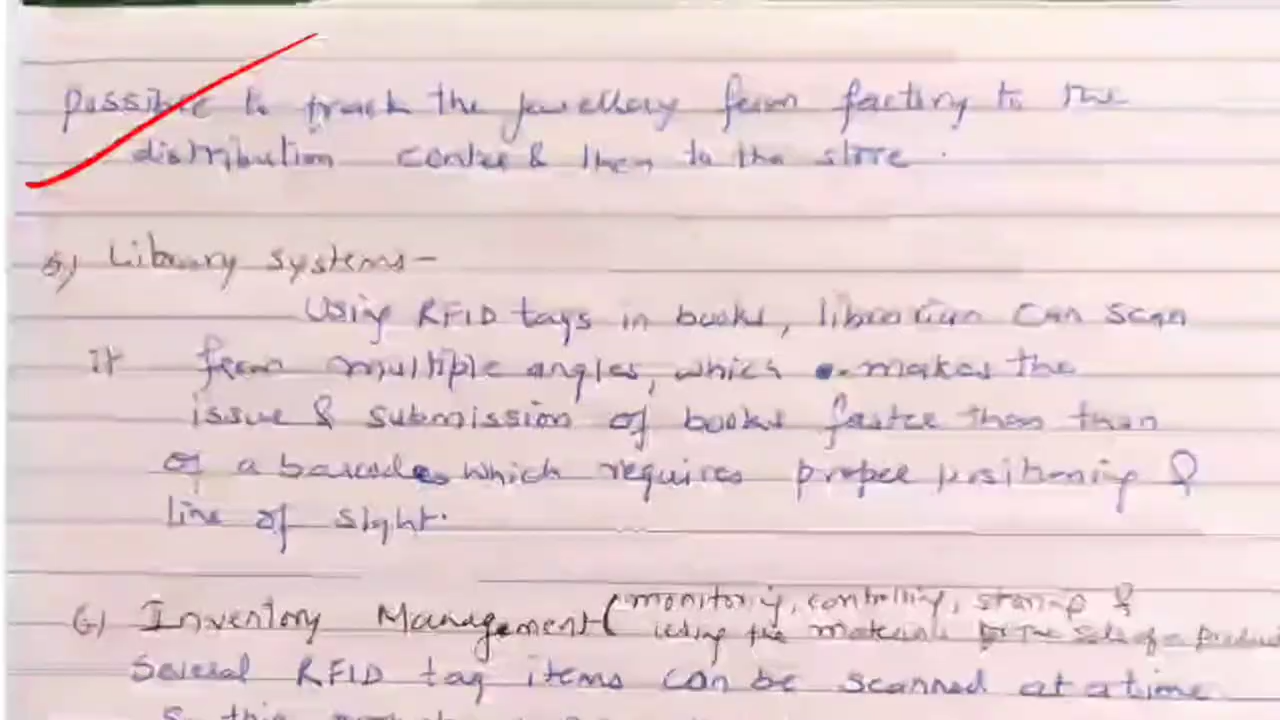 possible to track the jewellery from factory to the
distribution centre & then to the store.
5) Library systems-
Using RFID tags in books, librarian can scan
it from multiple angles, which makes the
issue & submission of books faster than than
of a barcodes which requires proper positioning &
line of sight.
6) Inventory Management (monitoring, controlling, storing &
using the materials for the sale of a product
Several RFID tag items can be scanned at a time
So this